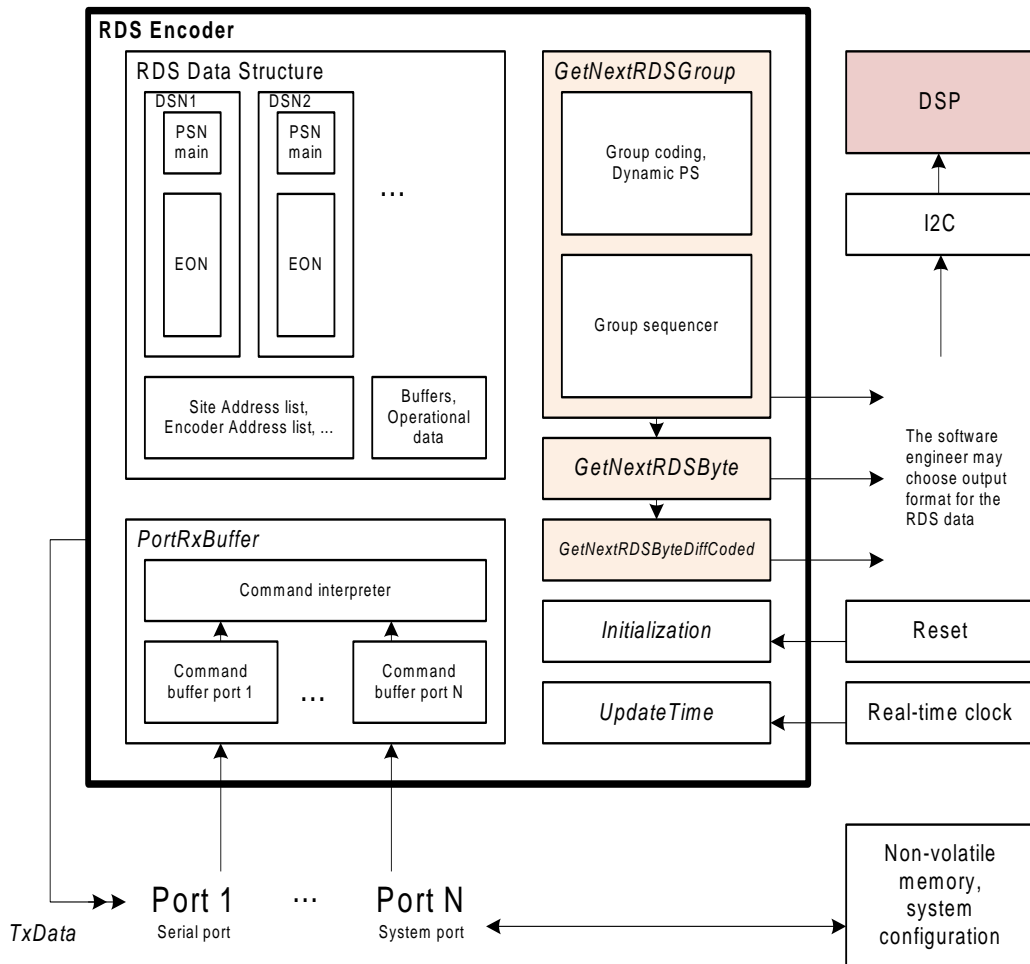 RDS Encoder
RDS Data Structure
DSN1
PSN
main
EON
DSN2
PSN
main
EON
...
Site Address list,
Encoder Address list, ...
Buffers,
Operational
data
GetNextRDSGroup
Group coding,
Dynamic PS
Group sequencer
GetNextRDSByte
GetNextRDSByteDiffCoded
Initialization
UpdateTime
DSP
I2C
The software
engineer may
choose output
format for the
RDS data
Reset
Real-time clock
PortRxBuffer
Command interpreter
Command
buffer port 1
...
Command
buffer port N
TxData
Port 1
Serial port
...
Port N
System port
Non-volatile
memory,
system
configuration